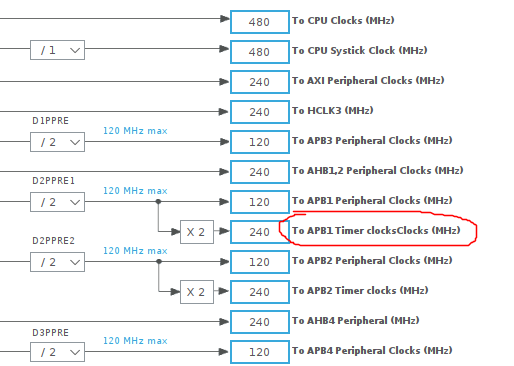 480 To CPU Clocks (MHz)
/ 1 480 To CPU Systick Clock (MHz)
240 To AXI Peripheral Clocks (MHz)
240 To HCLK3 (MHz)
D1PPRE
/ 2 120 MHz max 120 To APB3 Peripheral Clocks (MHz)
240 To AHB1,2 Peripheral Clocks (MHz)
D2PPRE1
/ 2 120 MHz max 120 To APB1 Peripheral Clocks (MHz)
X 2 240 To APB1 Timer clocksClocks (MHz)
D2PPRE2
/ 2 120 MHz max 120 To APB2 Peripheral Clocks (MHz)
X 2 240 To APB2 Timer clocks (MHz)
240 To AHB4 Peripheral (MHz)
D3PPRE
/ 2 120 MHz max 120 To APB4 Peripheral Clocks (MHz)